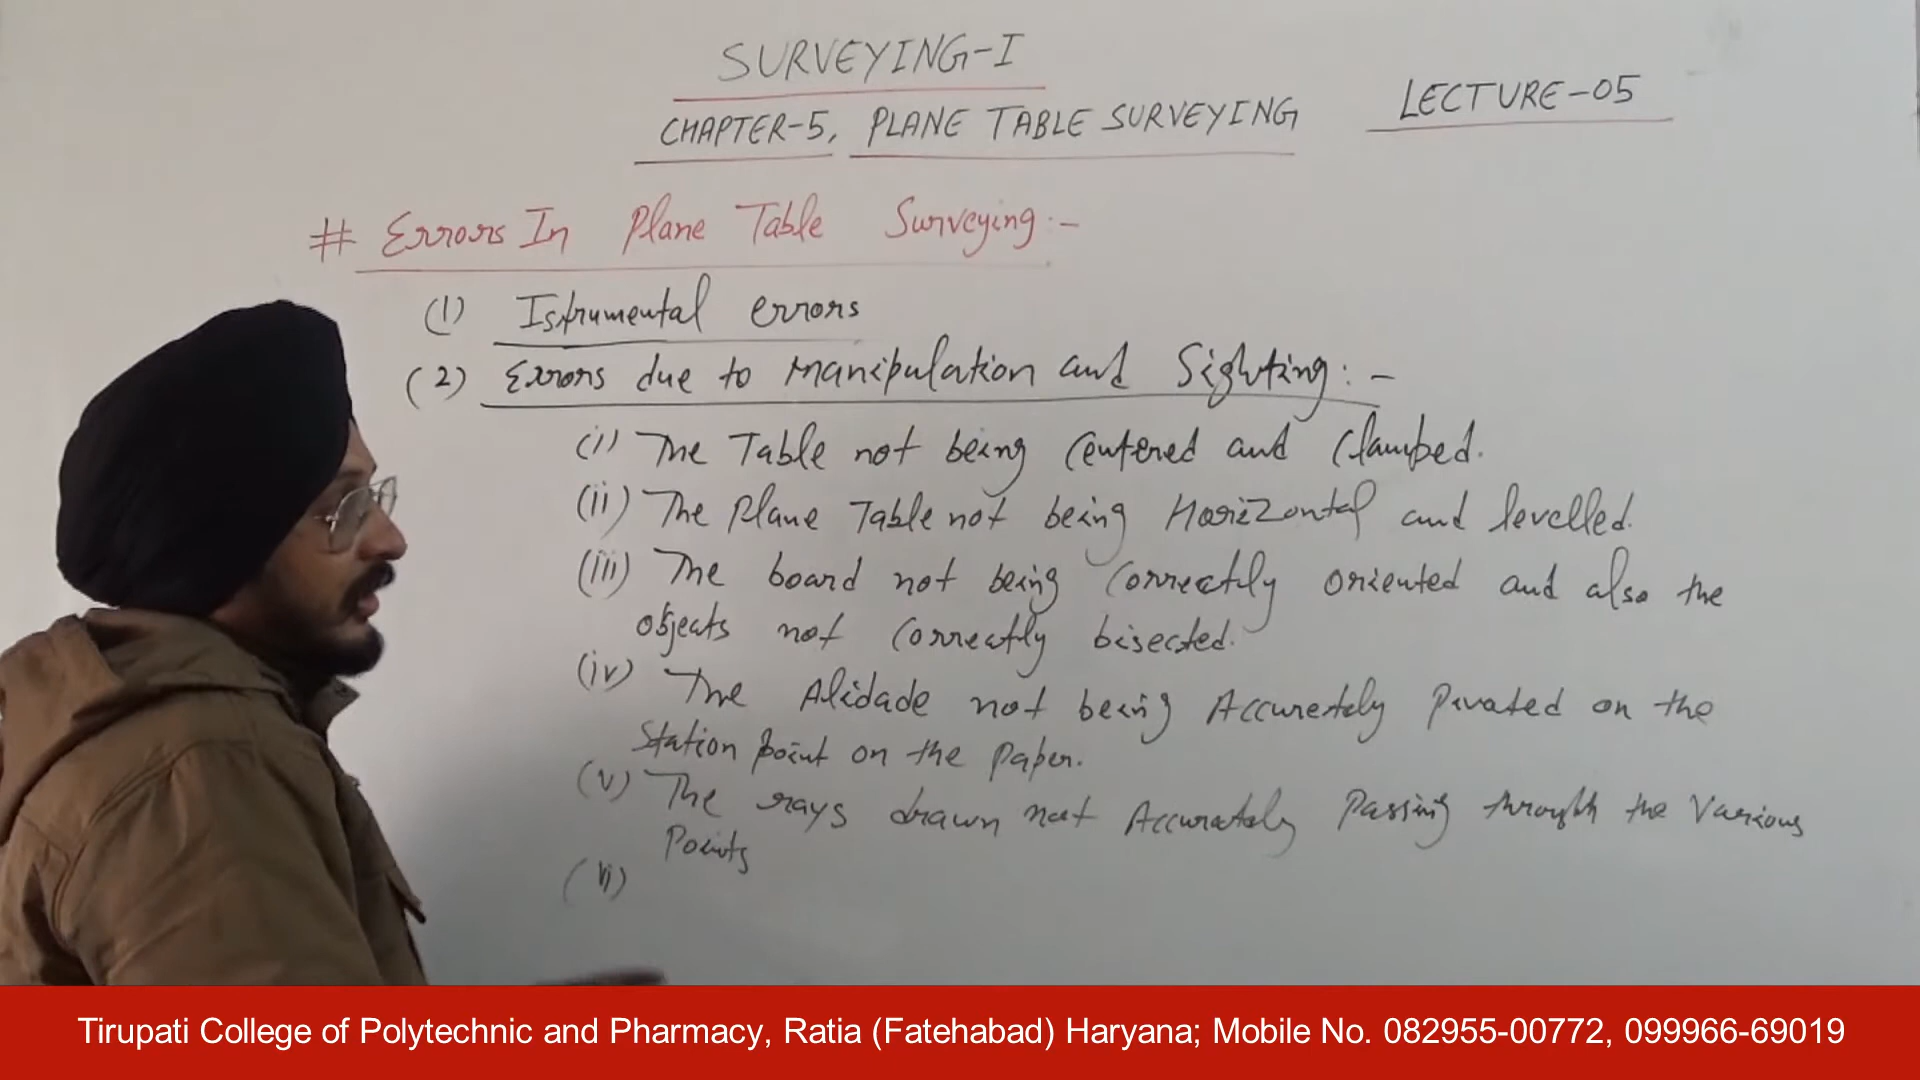 SURVEYING-I
CHAPTER-5, PLANE TABLE SURVEYING
LECTURE-05
# Errors In Plane Table Surveying:-
(1) Istrumental errors
(2) Errors due to Manipulation and Sighting:-
(i) The Table not being Centered and Clamped.
(ii) The Plane Table not being Horizontal and levelled.
(iii) The board not being Correctly oriented and also the
objects not Correctly bisected.
(iv) The Alidade not being Accuretely Pivated on the
Station point on the Paper.
(v) The rays drawn not Accurately Passing through the Various
Points
(vi)
Tirupati College of Polytechnic and Pharmacy, Ratia (Fatehabad) Haryana; Mobile No. 082955-00772, 099966-69019